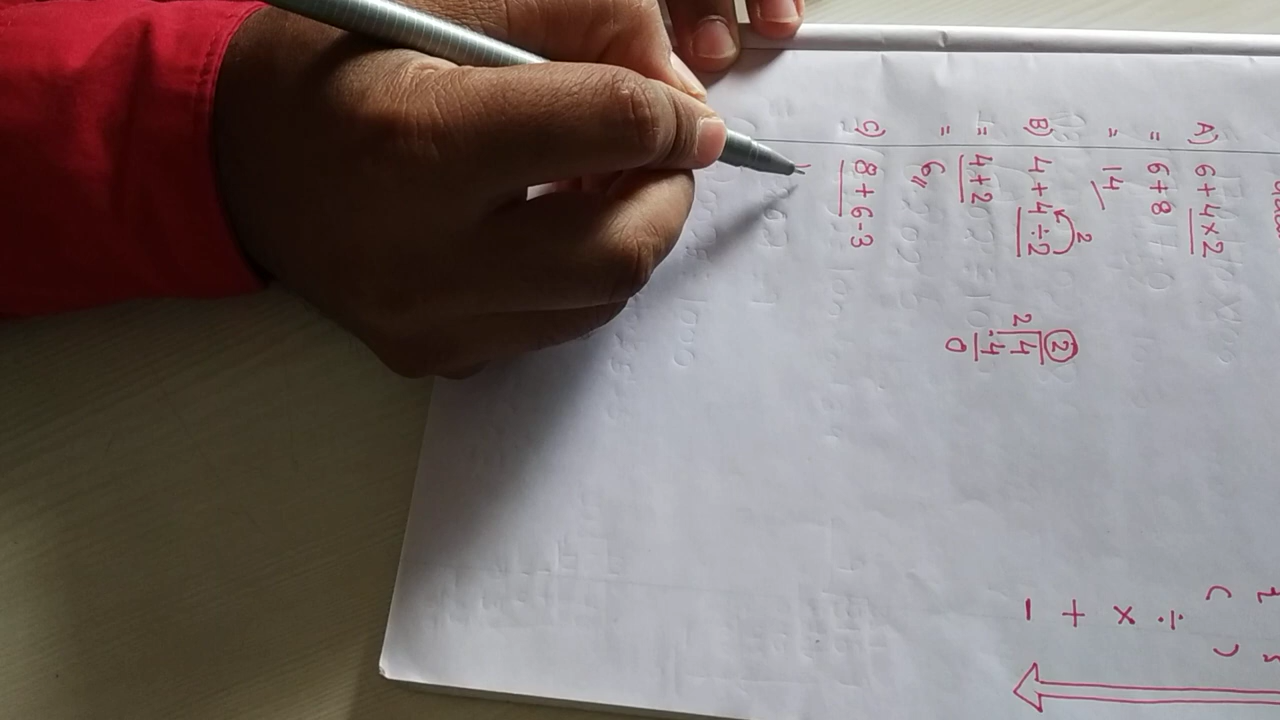 A) 6 + 4 × 2
= 6 + 8
= 14
B) 4 + 4 ÷ 2
2
= 4 + 2
= 6
2
2 4
- 4
0
C) 8 + 6 - 3
( )
÷
×
+
-